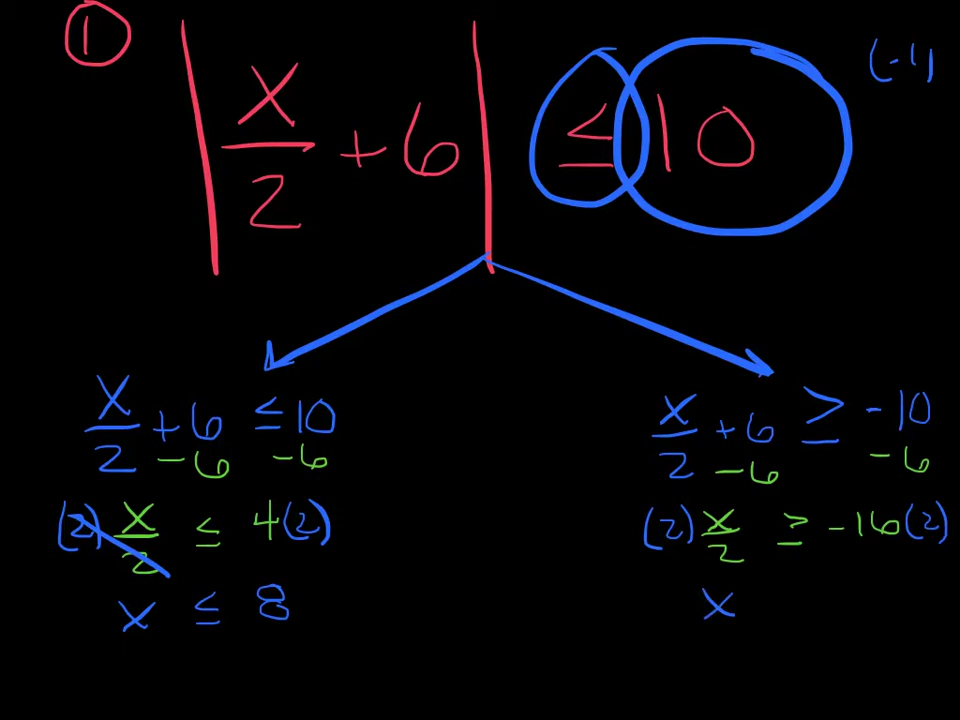 ① |x/2 + 6| ≤ 10 (-1)
x/2 + 6 ≤ 10
-6 -6
(2) x/2 ≤ 4(2)
x ≤ 8
x/2 + 6 ≥ -10
-6 -6
(2) x/2 ≥ -16(2)
x